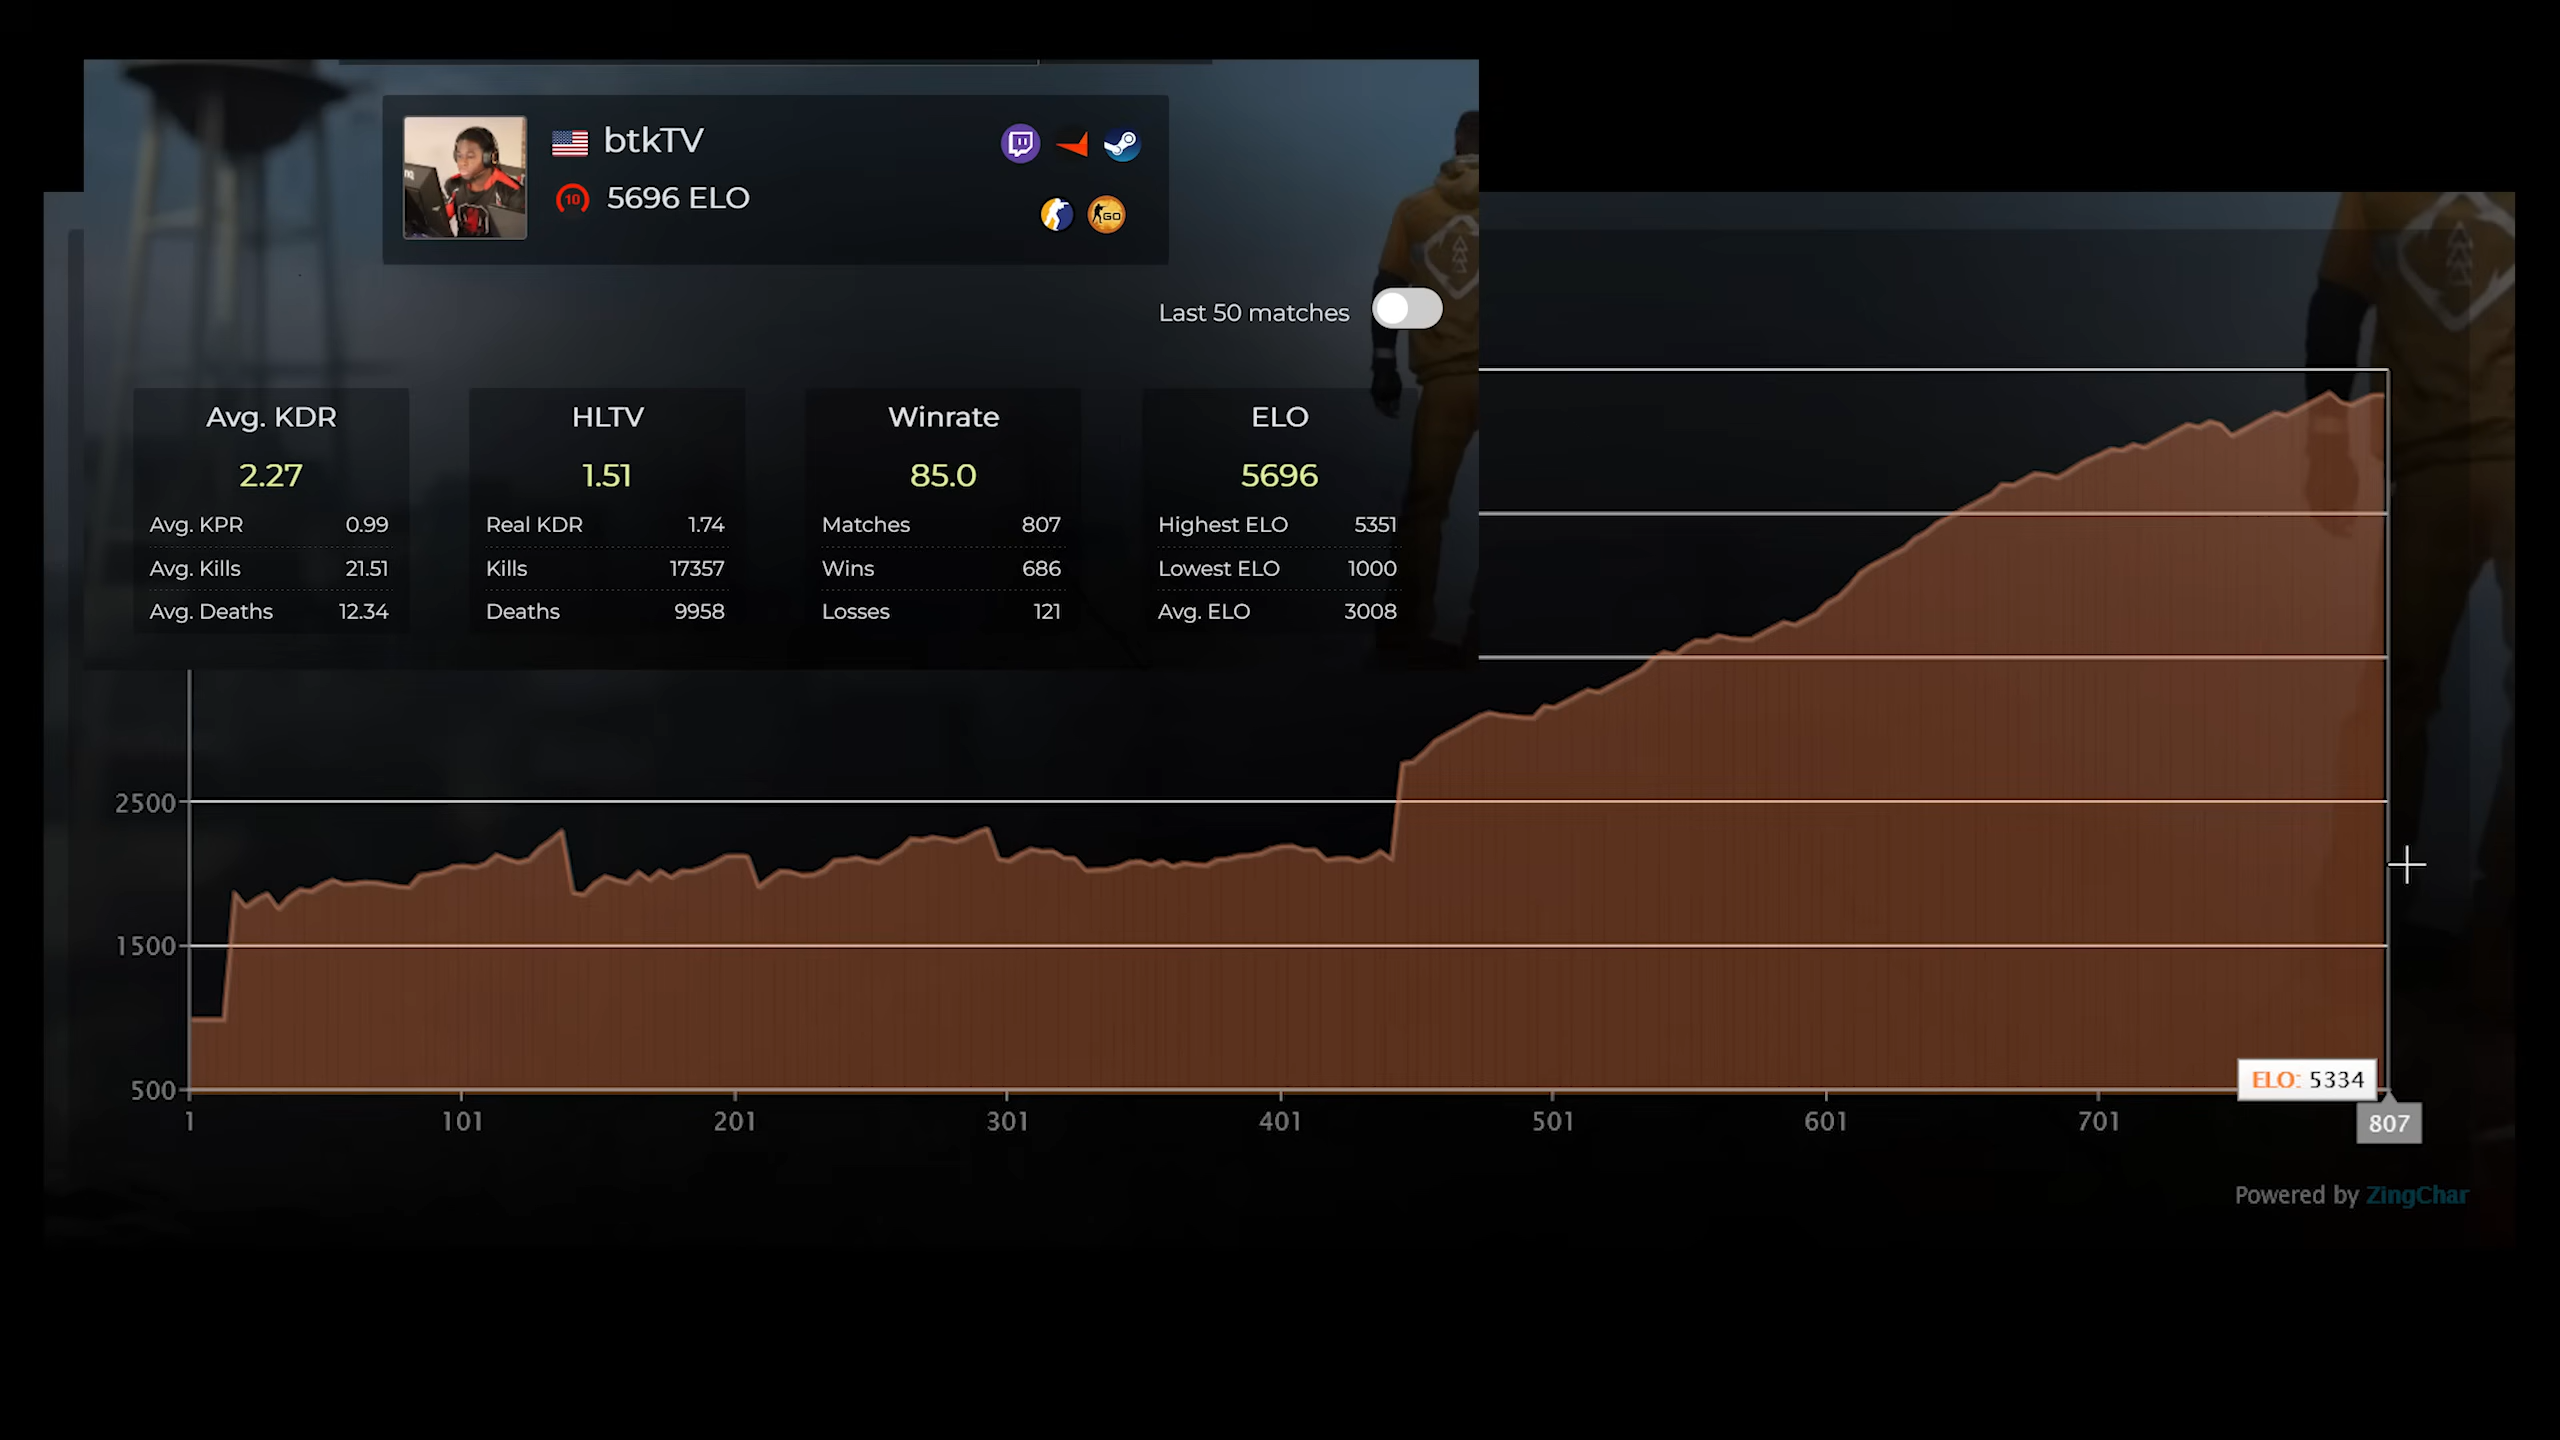 btkTV
10
5696 ELO
GO
Last 50 matches
Avg. KDR
2.27
Avg. KPR 0.99
Avg. Kills 21.51
Avg. Deaths 12.34
HLTV
1.51
Real KDR 1.74
Kills 17357
Deaths 9958
Winrate
85.0
Matches 807
Wins 686
Losses 121
ELO
5696
Highest ELO 5351
Lowest ELO 1000
Avg. ELO 3008
2500
1500
500
1 101 201 301 401 501 601 701
ELO: 5334
807
Powered by ZingChar